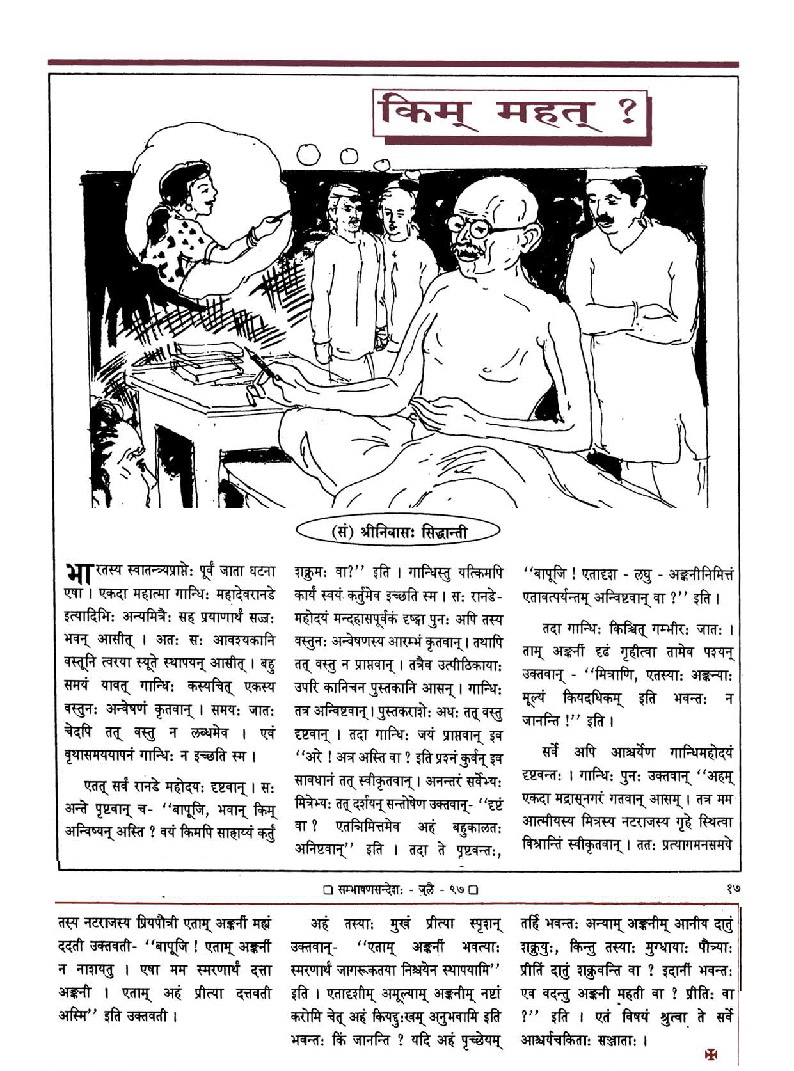 किम् महत् ?
(सं) श्रीनिवासः सिद्धान्ती
भारतस्य स्वातन्त्र्यप्राप्तेः पूर्वं जाता घटना
एषा । एकदा महात्मा गान्धिः महादेवरानडे
इत्यादिभिः अन्यमित्रैः सह प्रयाणार्थं सज्जः
भवन् आसीत् । अतः सः आवश्यकानि
वस्तूनि त्वरया स्यूते स्थापयन् आसीत् । बहु
समयं यावत् गान्धिः कस्यचित् एकस्य
वस्तुनः अन्वेषणं कृतवान् । समयः जातः
चेदपि तत् वस्तु न लब्धमेव । एवं
वृथासमययापनं गान्धिः न इच्छति स्म ।
एतत् सर्वं रानडे महोदयः दृष्टवान् । सः
अन्ते पृष्टवान् च- “बापूजि, भवान् किम्
अन्विष्यन् अस्ति ? वयं किमपि साहाय्यं कर्तुं
शक्नुमः वा?” इति । गान्धिस्तु यत्किमपि
कार्यं स्वयं कर्तुमेव इच्छति स्म । सः रानडे-
महोदयं मन्दहासपूर्वकं दृष्ट्वा पुनः अपि तस्य
वस्तुनः अन्वेषणस्य आरम्भं कृतवान् । तथापि
तत् वस्तु न प्राप्तवान् । तत्रैव उत्पीठिकायाः
उपरि कानिचन पुस्तकानि आसन् । गान्धिः
तत्र अन्विष्टवान् । पुस्तकराशेः अधः तत् वस्तु
दृष्टवान् । तदा गान्धिः जयं प्राप्तवान् इव
“अरे ! अत्र अस्ति वा ? इति प्रश्नं कुर्वन् इव
सावधानं तत् स्वीकृतवान् । अनन्तरं सर्वेभ्यः
मित्रेभ्यः तत् दर्शयन् सन्तोषेण उक्तवान्- “दृष्टं
वा ? एतन्निमित्तमेव अहं बहुकालतः
अनिष्टवान्” इति । तदा ते पृष्टवन्तः,
“बापूजि ! एतादृश - लघु - अङ्कनीनिमित्तं
एतावत्पर्यन्तम् अन्विष्टवान् वा ?” इति ।
तदा गान्धिः किञ्चित् गम्भीरः जातः ।
ताम् अङ्कनीं दृढं गृहीत्वा तामेव पश्यन्
उक्तवान् - “मित्राणि, एतस्याः अङ्कन्याः
मूल्यं कियदधिकम् इति भवन्तः न
जानन्ति !” इति ।
सर्वे अपि आश्चर्येण गान्धिमहोदयं
दृष्टवन्तः । गान्धिः पुनः उक्तवान् “अहम्
एकदा मद्रासूनगरं गतवान् आसम् । तत्र मम
आत्मीयस्य मित्रस्य नटराजस्य गृहे स्थित्वा
विश्रान्तिं स्वीकृतवान् । ततः प्रत्यागमनसमये
□ सम्भाषणसन्देशः - जुलै - ९७ □
१७
तस्य नटराजस्य प्रियपौत्री एताम् अङ्कनीं मह्यं
ददती उक्तवती- “बापूजि ! एताम् अङ्कनीं
न नाशयतु । एषा मम स्मरणार्थं दत्ता
अङ्कनी । एताम् अहं प्रीत्या दत्तवती
अस्मि” इति उक्तवती ।
अहं तस्याः मुखं प्रीत्या स्पृशन्
उक्तवान्- “एताम् अङ्कनीं भवत्याः
स्मरणार्थं जागरूकतया निश्चयेन स्थापयामि”
इति । एतादृशीम् अमूल्याम् अङ्कनीम् नष्टां
करोमि चेत् अहं कियद्दुःखम् अनुभवामि इति
भवन्तः किं जानन्ति ? यदि अहं पृच्छेयम्
तर्हि भवन्तः अन्याम् अङ्कनीम् आनीय दातुं
शक्नुयुः, किन्तु तस्याः मुग्धायाः पौत्र्याः
प्रीतिं दातुं शक्नुवन्ति वा ? इदानीं भवन्तः
एव वदन्तु अङ्कनी महती वा ? प्रीतिः वा
?” इति । एतं विषयं श्रुत्वा ते सर्वे
आश्चर्यचकिताः सञ्जाताः ।